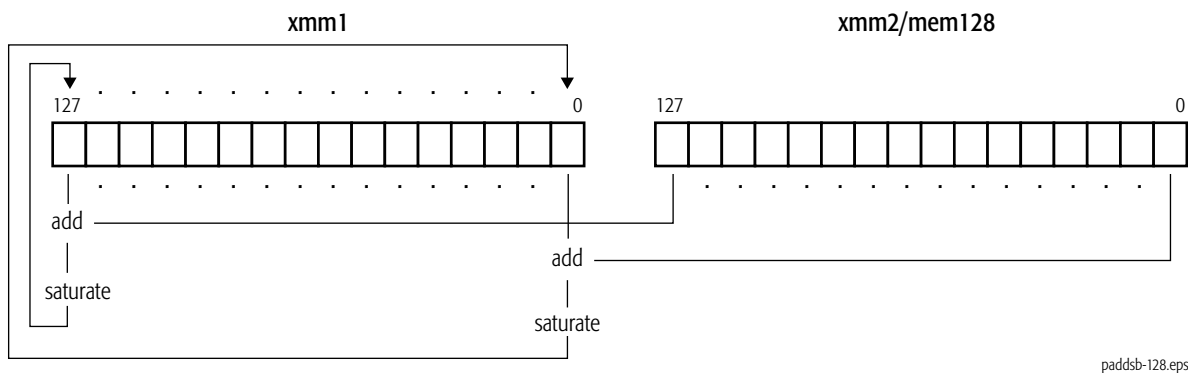 xmm1 xmm2/mem128
127 . . . . . . . . . . . . . . 0 127 0
. . . . . . . . . . . . . . . . . . . . . . . . . . . .
add
add
saturate
saturate
paddsb-128.eps